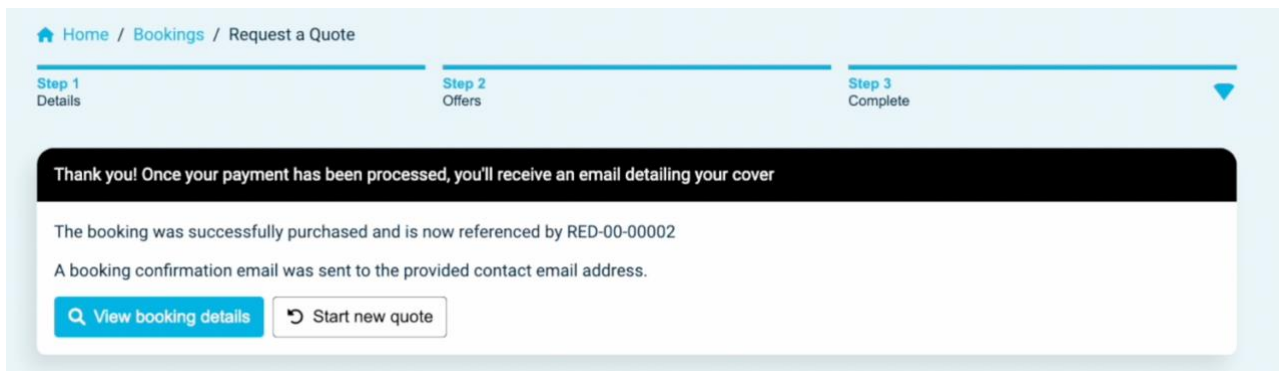 Home / Bookings / Request a Quote
Step 1
Details
Step 2
Offers
Step 3
Complete
Thank you! Once your payment has been processed, you'll receive an email detailing your cover
The booking was successfully purchased and is now referenced by RED-00-00002
A booking confirmation email was sent to the provided contact email address.
View booking details
Start new quote